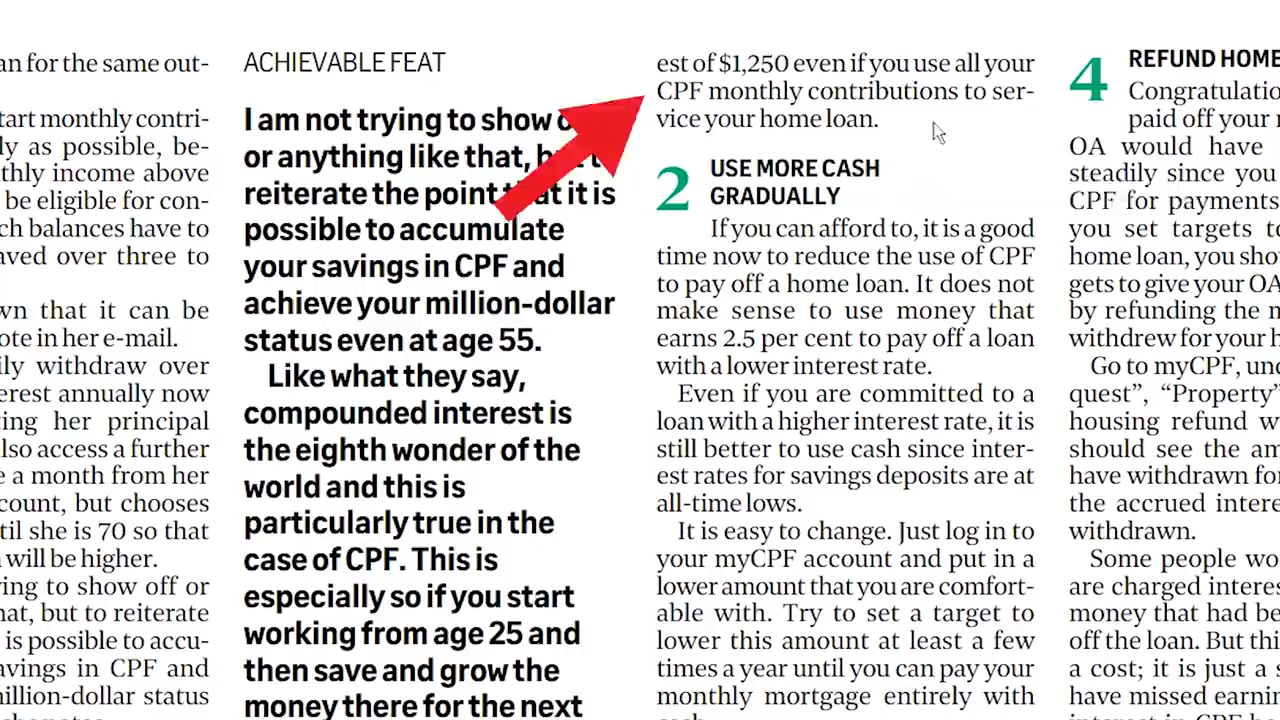 an for the same out-
tart monthly contri-
ly as possible, be-
thly income above
be eligible for con-
ch balances have to
aved over three to
wn that it can be
ote in her e-mail.
ily withdraw over
erest annually now
ing her principal
lso access a further
e a month from her
count, but chooses
til she is 70 so that
will be higher.
ing to show off or
hat, but to reiterate
is possible to accu-
avings in CPF and
illion-dollar status
ACHIEVABLE FEAT
I am not trying to show
or anything like that,
reiterate the point that it is
possible to accumulate
your savings in CPF and
achieve your million-dollar
status even at age 55.
Like what they say,
compounded interest is
the eighth wonder of the
world and this is
particularly true in the
case of CPF. This is
especially so if you start
working from age 25 and
then save and grow the
money there for the next
est of $1,250 even if you use all your
CPF monthly contributions to ser-
vice your home loan.
2 USE MORE CASH
GRADUALLY
If you can afford to, it is a good
time now to reduce the use of CPF
to pay off a home loan. It does not
make sense to use money that
earns 2.5 per cent to pay off a loan
with a lower interest rate.
Even if you are committed to a
loan with a higher interest rate, it is
still better to use cash since inter-
est rates for savings deposits are at
all-time lows.
It is easy to change. Just log in to
your myCPF account and put in a
lower amount that you are comfort-
able with. Try to set a target to
lower this amount at least a few
times a year until you can pay your
monthly mortgage entirely with
4 REFUND HOME
Congratulatio
paid off your
OA would have
steadily since you
CPF for payments
you set targets to
home loan, you sho
gets to give your OA
by refunding the
withdrew for your h
Go to myCPF, und
quest”, “Property”
housing refund w
should see the am
have withdrawn for
the accrued intere
withdrawn.
Some people wo
are charged interes
money that had be
off the loan. But thi
a cost; it is just a s
have missed earnin